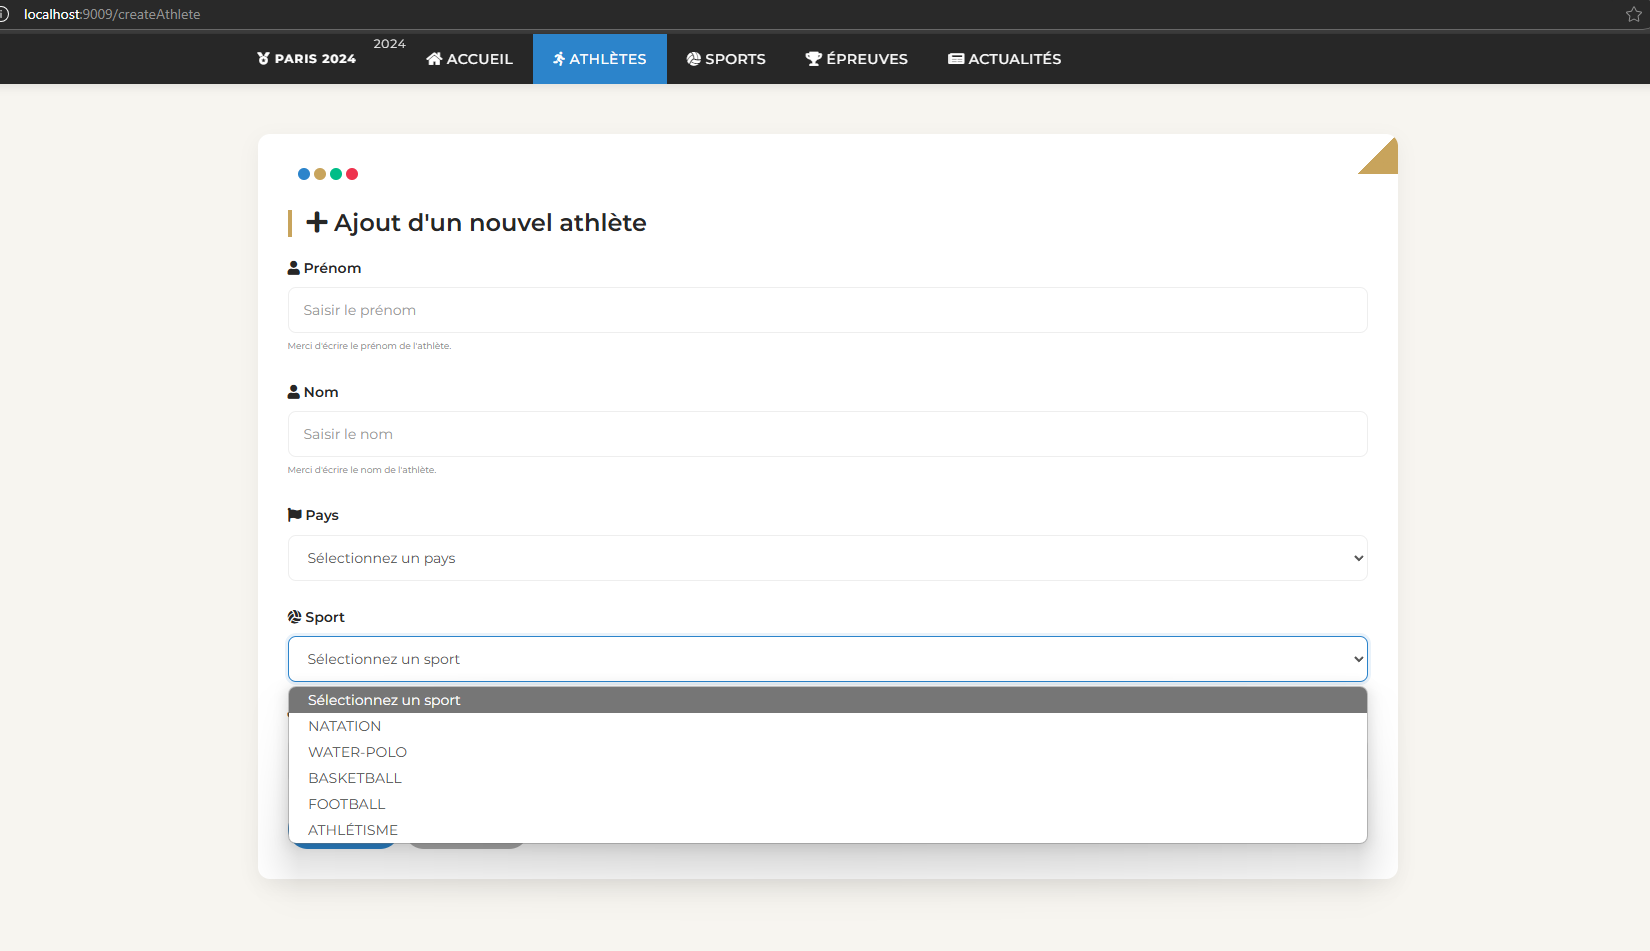 localhost:9009/createAthlete
PARIS 2024
2024
ACCUEIL
ATHLÈTES
SPORTS
ÉPREUVES
ACTUALITÉS
Ajout d'un nouvel athlète
Prénom
Saisir le prénom
Merci d'écrire le prénom de l'athlète.
Nom
Saisir le nom
Merci d'écrire le nom de l'athlète.
Pays
Sélectionnez un pays
Sport
Sélectionnez un sport
Sélectionnez un sport
NATATION
WATER-POLO
BASKETBALL
FOOTBALL
ATHLÉTISME